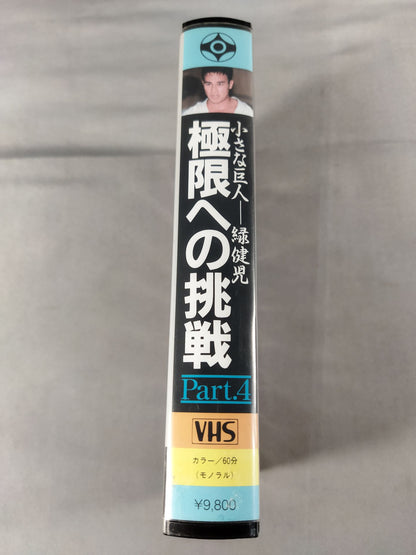 小さな巨人―緑健児
極限への挑戦
Part.4
VHS
カラー/60分
(モノラル)
¥9,800